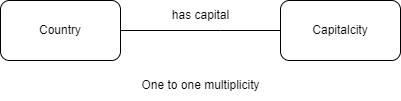 has capital
Country
Capitalcity
One to one multiplicity